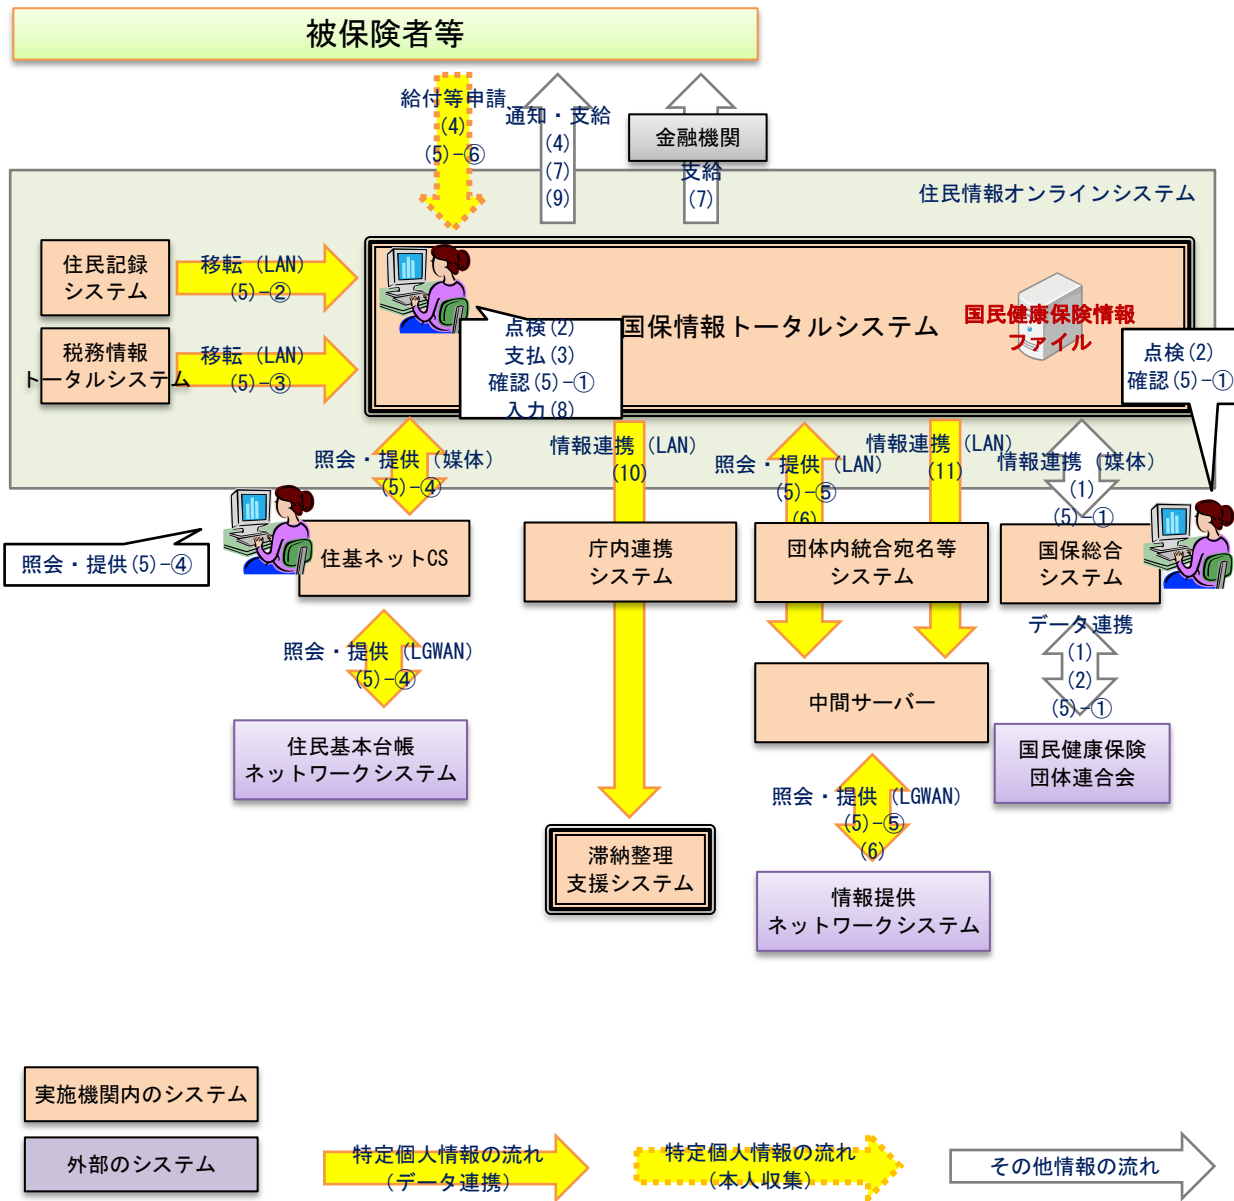 被保険者等
給付等申請
(4)
(5)-⑥
通知・支給
(4)
(7)
(9)
金融機関
支給
(7)
住民情報オンラインシステム
住民記録
システム
移転 (LAN)
(5)-②
税務情報
トータルシステム
移転 (LAN)
(5)-③
国保情報トータルシステム
国民健康保険情報
ファイル
点検(2)
支払(3)
確認(5)-①
入力(8)
点検(2)
確認(5)-①
照会・提供 (媒体)
(5)-④
情報連携 (LAN)
(10)
照会・提供 (LAN)
(5)-⑤
(6)
情報連携 (LAN)
(11)
情報連携 (媒体)
(1)
(5)-①
照会・提供(5)-④
住基ネットCS
庁内連携
システム
団体内統合宛名等
システム
国保総合
システム
照会・提供 (LGWAN)
(5)-④
データ連携
(1)
(2)
(5)-①
中間サーバー
住民基本台帳
ネットワークシステム
国民健康保険
団体連合会
照会・提供 (LGWAN)
(5)-⑤
(6)
滞納整理
支援システム
情報提供
ネットワークシステム
実施機関内のシステム
外部のシステム
特定個人情報の流れ
(データ連携)
特定個人情報の流れ
(本人収集)
その他情報の流れ